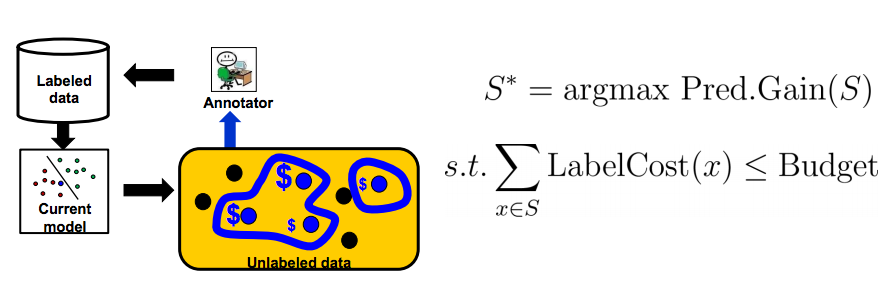 Labeled
data
Annotator
Current
model
$
$
$
$
Unlabeled data
S* = argmax Pred.Gain(S)
s.t. ∑ LabelCost(x) ≤ Budget
x∈S